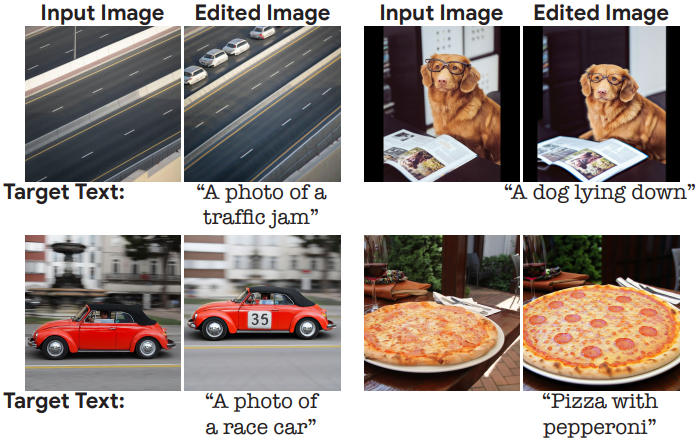 Input Image Edited Image Input Image Edited Image
Target Text: “A photo of a
traffic jam”
“A dog lying down”
35
Target Text: “A photo of
a race car”
“Pizza with
pepperoni”